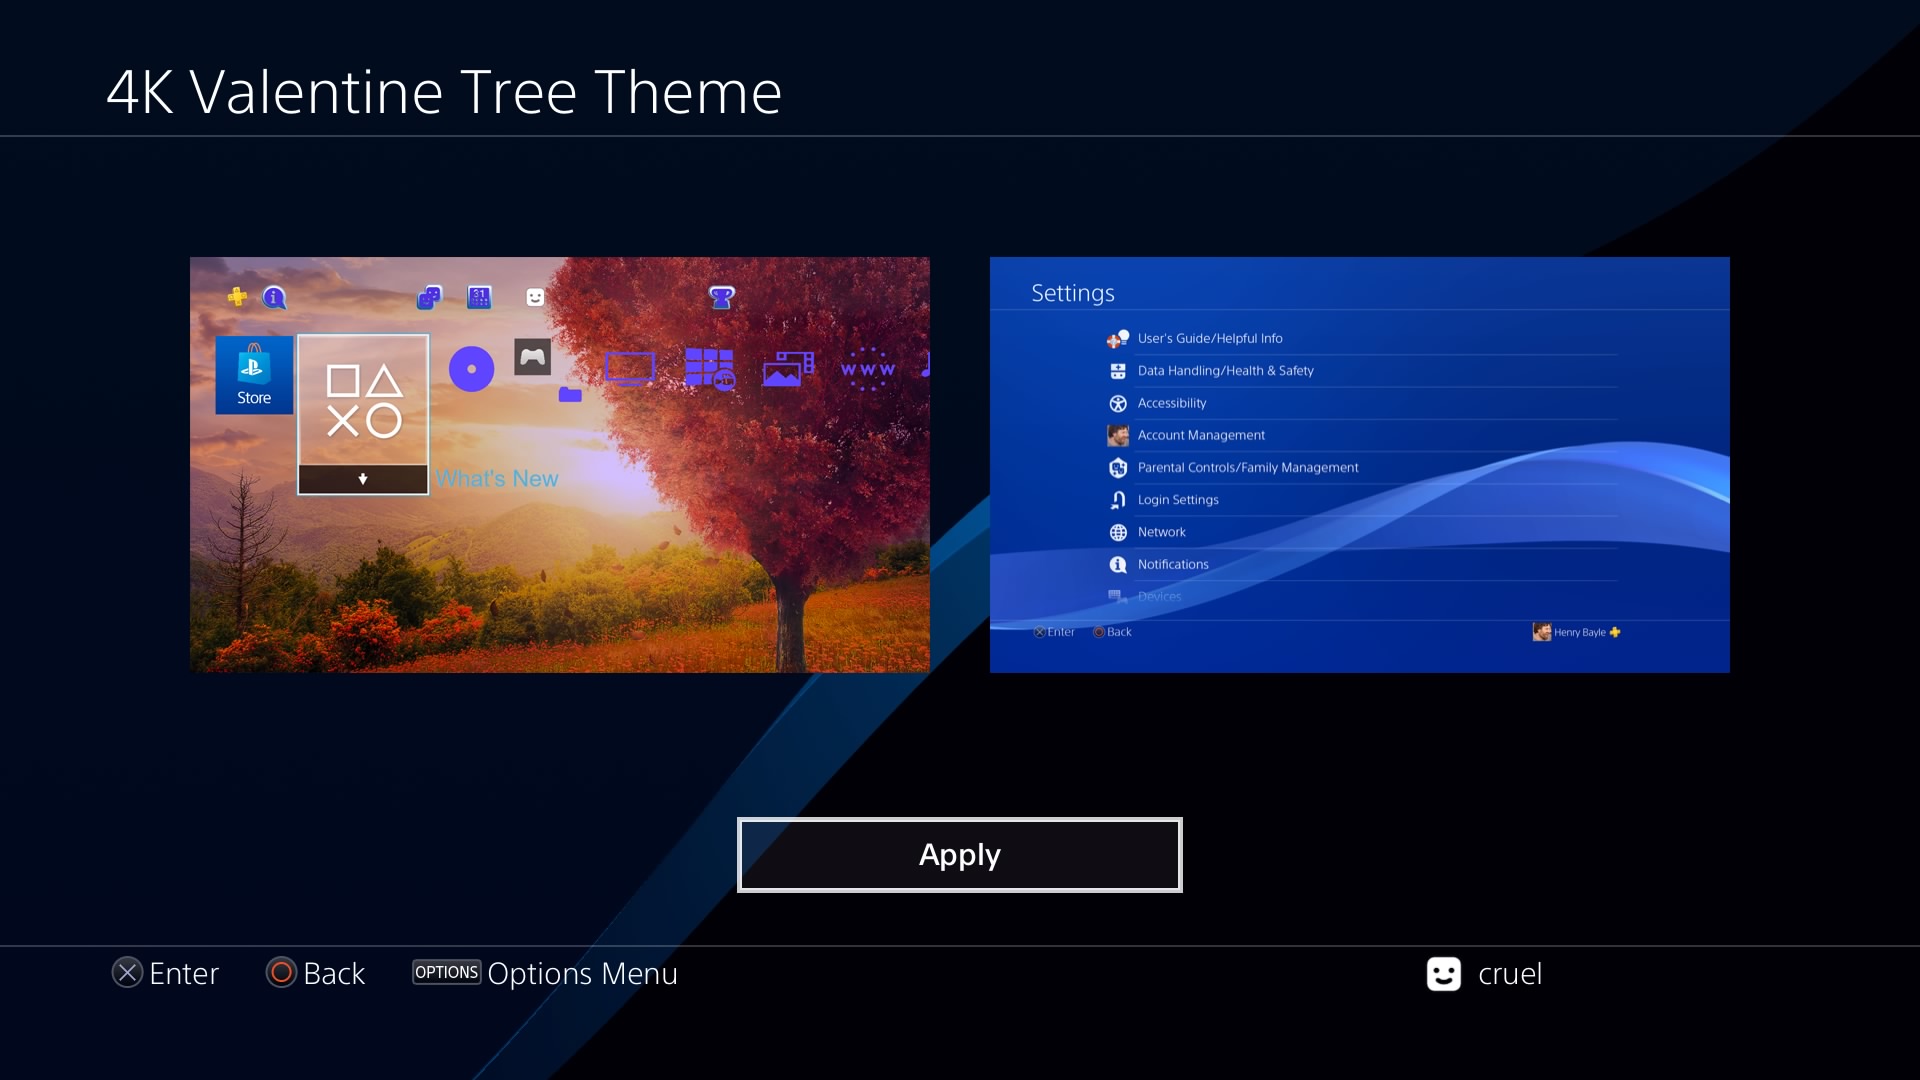 4K Valentine Tree Theme
31
Store
What's New
www
Settings
User's Guide/Helpful Info
Data Handling/Health & Safety
Accessibility
Account Management
Parental Controls/Family Management
Login Settings
Network
Notifications
Devices
Enter Back Henry Bayle
Apply
Enter Back OPTIONS Options Menu cruel